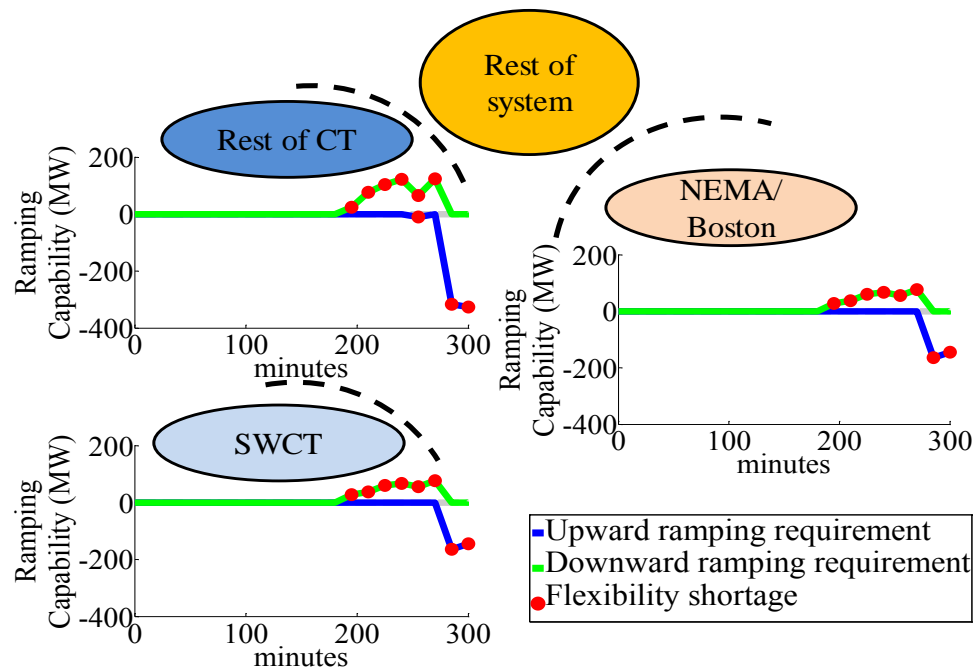 Rest of
system
Rest of CT
Ramping
Capability (MW)
200
0
-200
-400
0
100
200
300
minutes
NEMA/
Boston
Ramping
Capability (MW)
200
0
-200
-400
0
100
200
300
minutes
SWCT
Ramping
Capability (MW)
200
0
-200
-400
0
100
200
300
minutes
Upward ramping requirement
Downward ramping requirement
Flexibility shortage